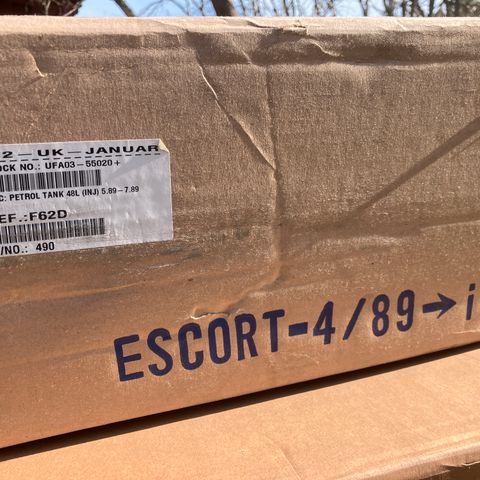 2-UK-JANUAR
OCK NO.: UFA03-55020+
C: PETROL TANK 48L (INJ) 5.89-7.89
EF.:F62D
/NO.: 490
ESCORT-4/89→i